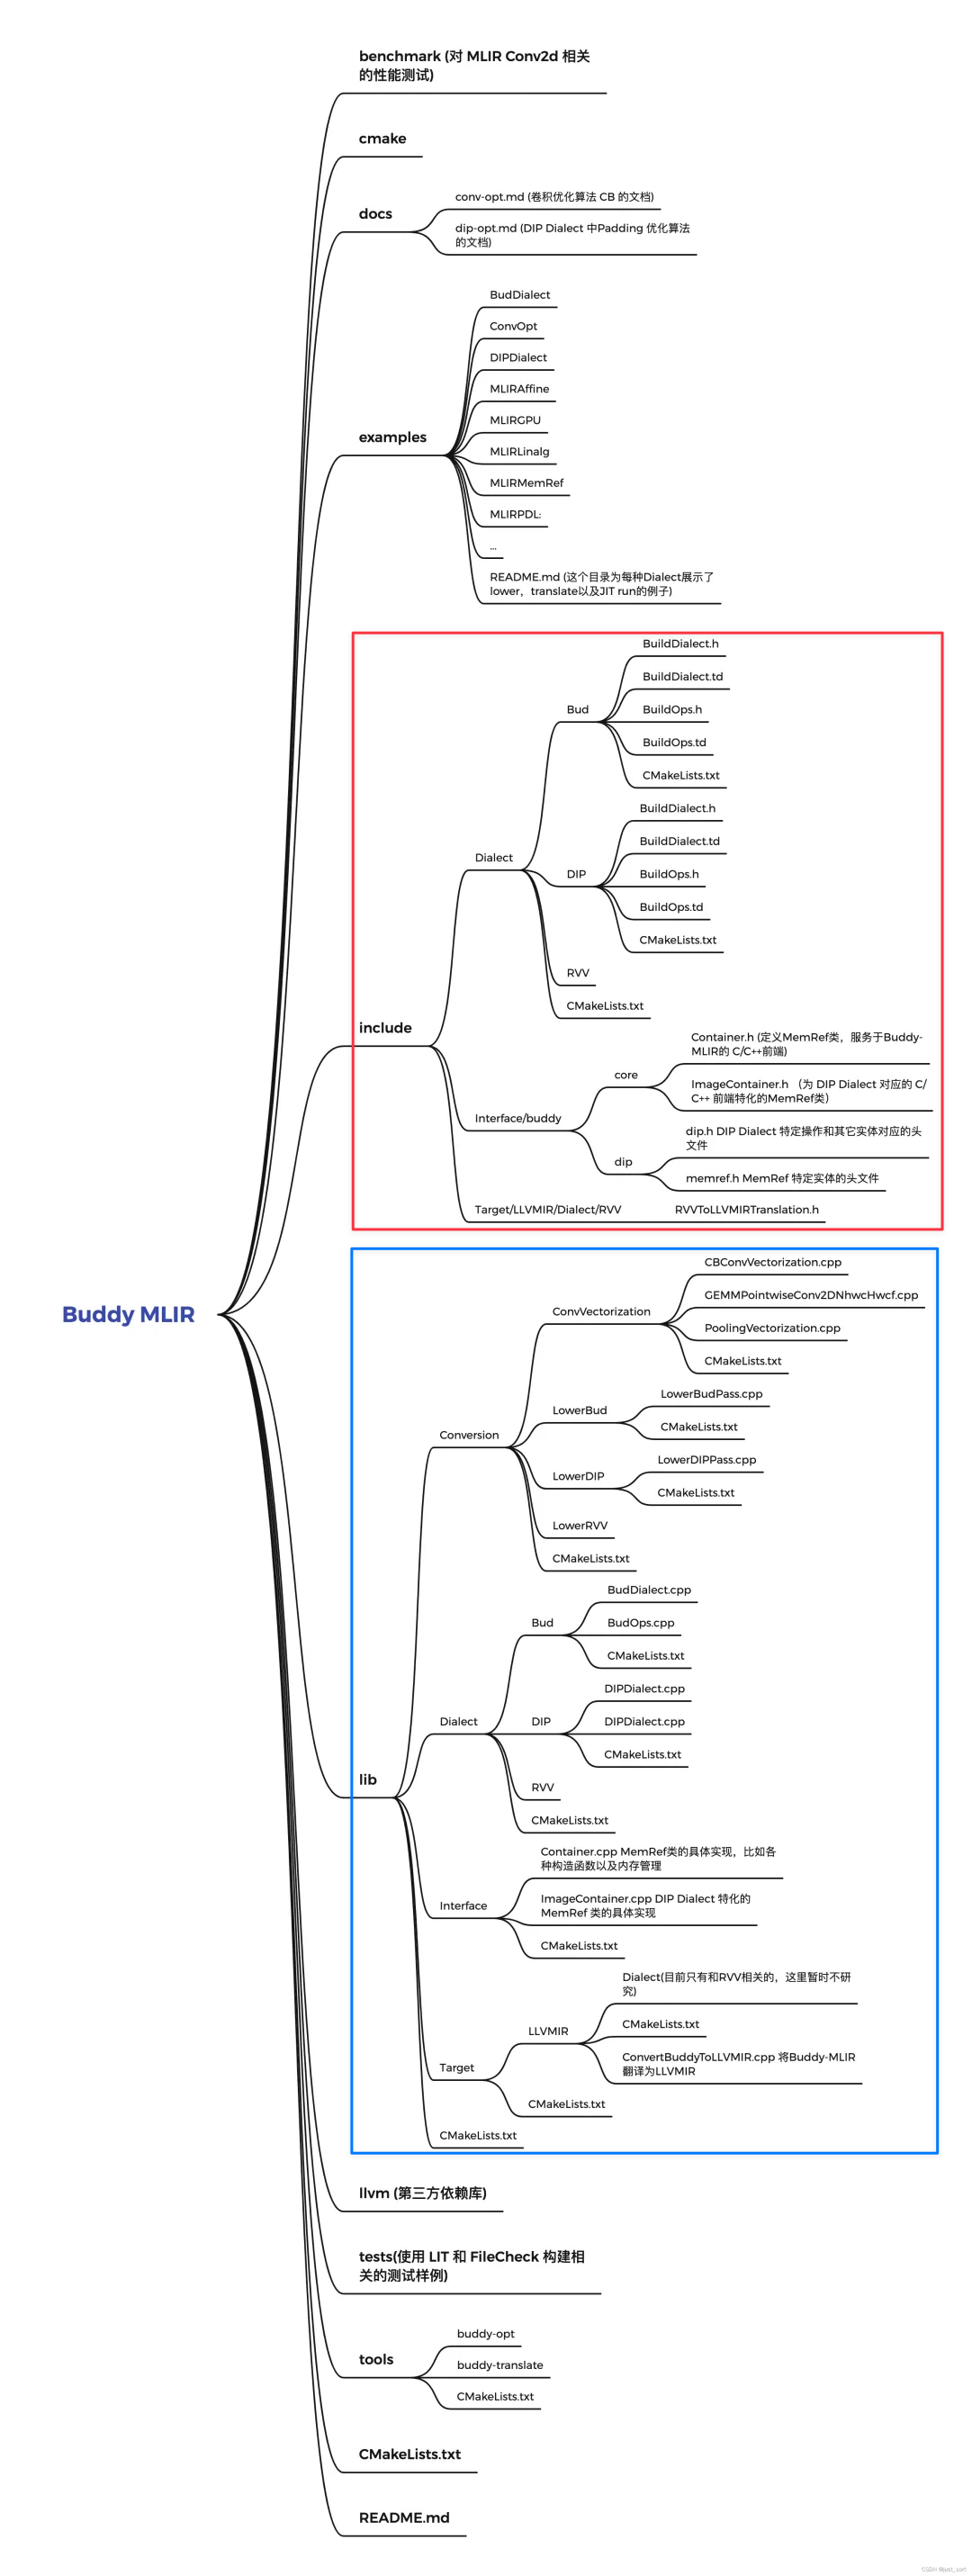 benchmark (对 MLIR Conv2d 相关
的性能测试)
cmake
docs
conv-opt.md (卷积优化算法 CB 的文档)
dip-opt.md (DIP Dialect 中Padding 优化算法
的文档)
examples
BudDialect
ConvOpt
DIPDialect
MLIRAffine
MLIRGPU
MLIRLinalg
MLIRMemRef
MLIRPDL:
...
README.md (这个目录为每种Dialect展示了
lower，translate以及JIT run的例子)
include
Dialect
Bud
BuildDialect.h
BuildDialect.td
BuildOps.h
BuildOps.td
CMakeLists.txt
DIP
BuildDialect.h
BuildDialect.td
BuildOps.h
BuildOps.td
CMakeLists.txt
RVV
CMakeLists.txt
Interface/buddy
core
Container.h (定义MemRef类，服务于Buddy-
MLIR的 C/C++前端)
ImageContainer.h （为 DIP Dialect 对应的 C/
C++ 前端特化的MemRef类）
dip
dip.h DIP Dialect 特定操作和其它实体对应的头
文件
memref.h MemRef 特定实体的头文件
Target/LLVMIR/Dialect/RVV
RVVToLLVMIRTranslation.h
Buddy MLIR
lib
Conversion
ConvVectorization
CBConvVectorization.cpp
GEMMPointwiseConv2DNhwcHwcf.cpp
PoolingVectorization.cpp
CMakeLists.txt
LowerBud
LowerBudPass.cpp
CMakeLists.txt
LowerDIP
LowerDIPPass.cpp
CMakeLists.txt
LowerRVV
CMakeLists.txt
Dialect
Bud
BudDialect.cpp
BudOps.cpp
CMakeLists.txt
DIP
DIPDialect.cpp
DIPDialect.cpp
CMakeLists.txt
RVV
CMakeLists.txt
Interface
Container.cpp MemRef类的具体实现，比如各
种构造函数以及内存管理
ImageContainer.cpp DIP Dialect 特化的
MemRef 类的具体实现
CMakeLists.txt
Target
LLVMIR
Dialect(目前只有和RVV相关的，这里暂时不研
究)
CMakeLists.txt
ConvertBuddyToLLVMIR.cpp 将Buddy-MLIR
翻译为LLVMIR
CMakeLists.txt
CMakeLists.txt
llvm (第三方依赖库)
tests(使用 LIT 和 FileCheck 构建相
关的测试样例)
tools
buddy-opt
buddy-translate
CMakeLists.txt
CMakeLists.txt
README.md
CSDN @just_sort